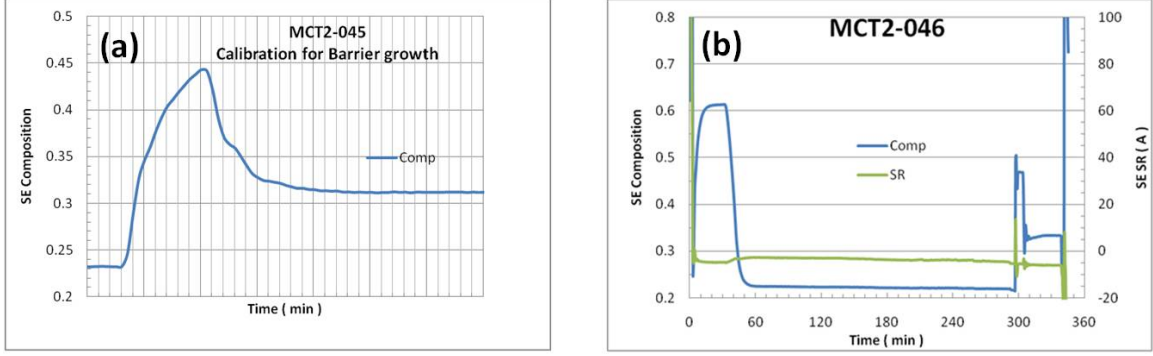 (a)
MCT2-045
Calibration for Barrier growth
0.5
0.45
0.4
0.35
0.3
0.25
0.2
SE Composition
Comp
Time ( min )
(b)
MCT2-046
0.8
0.7
0.6
0.5
0.4
0.3
0.2
SE Composition
Comp
SR
100
80
60
40
20
0
-20
SE SR ( A )
0 60 120 180 240 300 360
Time ( min )